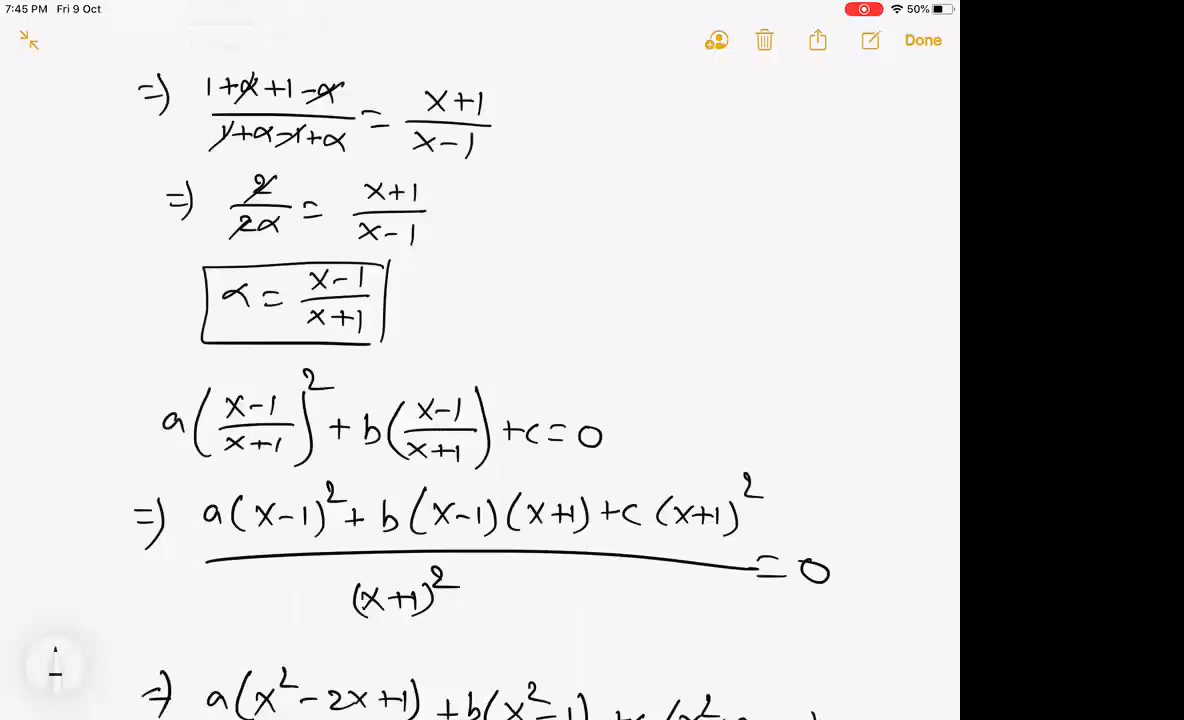 7:45 PM Fri 9 Oct 50%
Done
=) (1+α+1-α)/(1+α-1+α) = (x+1)/(x-1)
=) 2/2α = (x+1)/(x-1)
α = (x-1)/(x+1)
a((x-1)/(x+1))² + b((x-1)/(x+1)) + c = 0
=) (a(x-1)² + b(x-1)(x+1) + c(x+1)²)/(x+1)² = 0
=) a(x² - 2x + 1) + b(x² - 1)